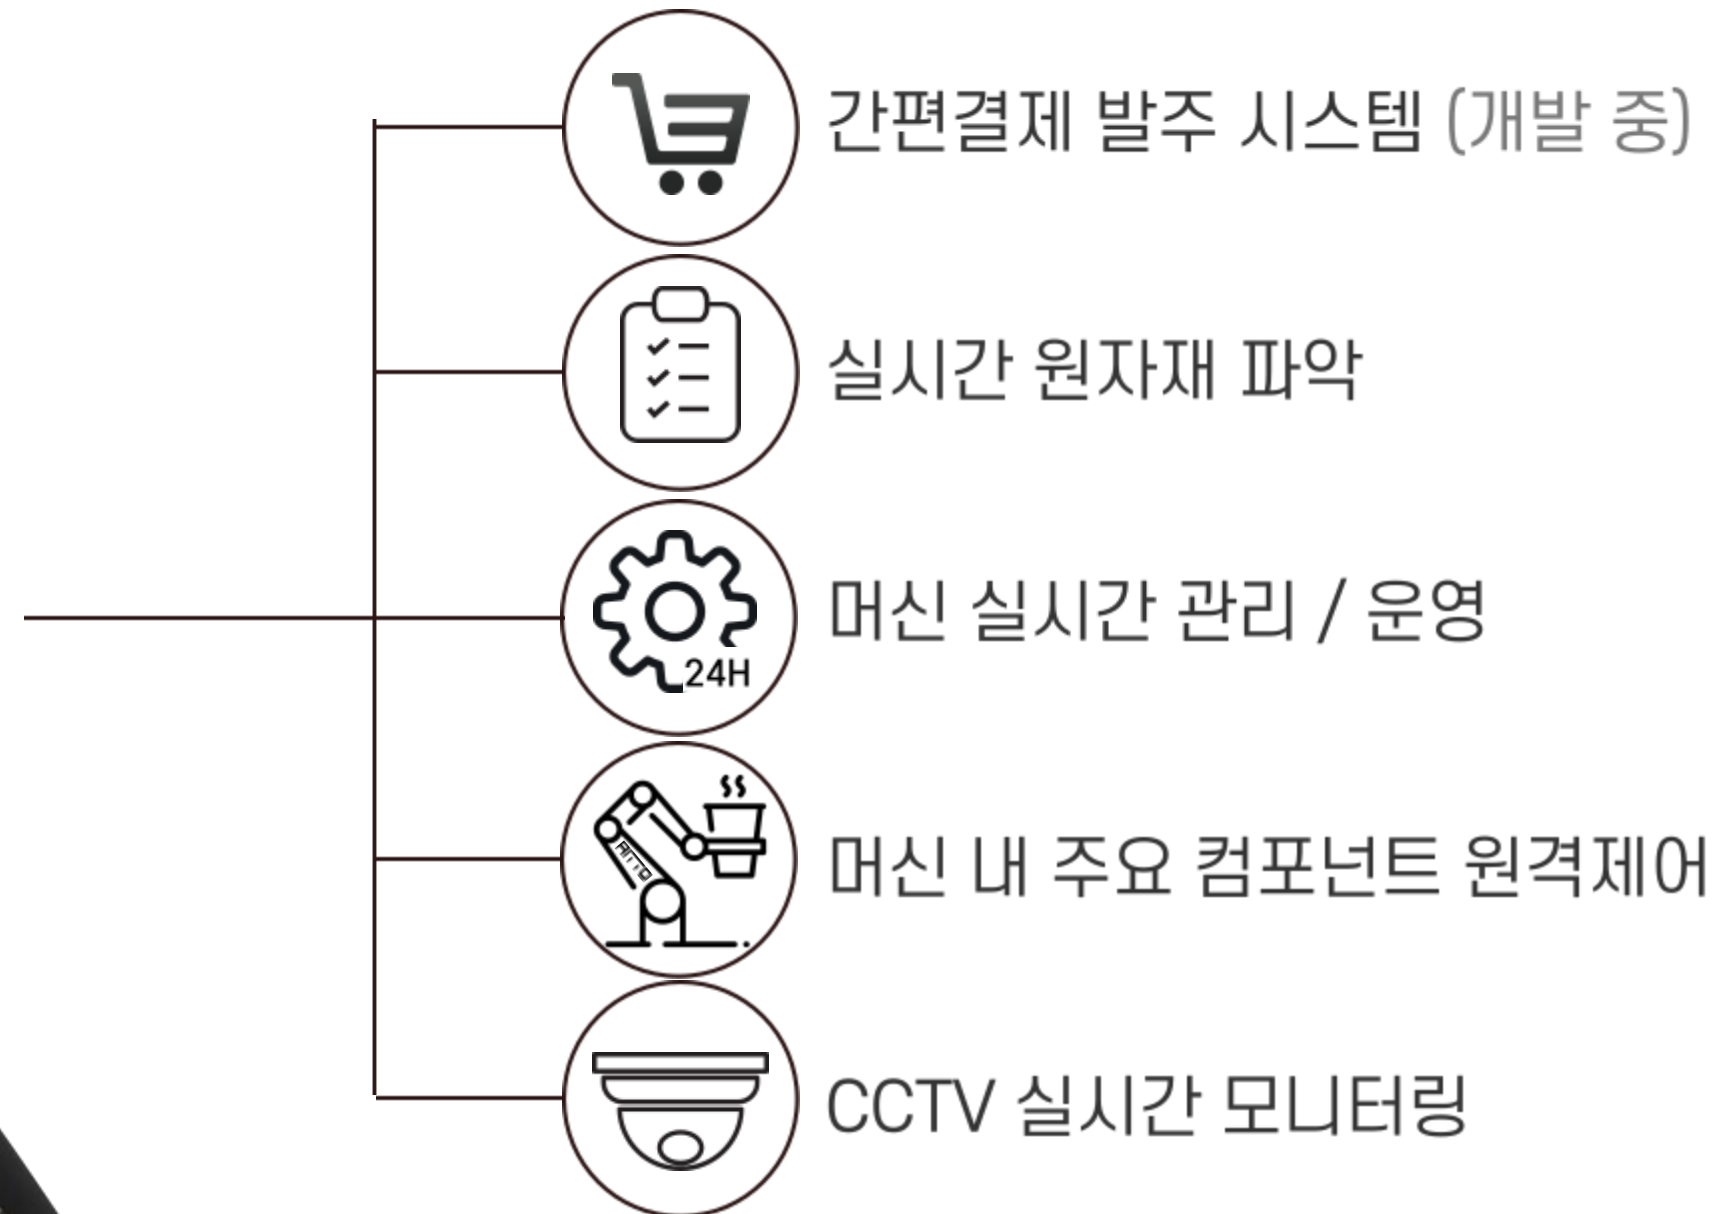 간편결제 발주 시스템 (개발 중)
실시간 원자재 파악
머신 실시간 관리 / 운영
24H
머신 내 주요 컴포넌트 원격제어
CCTV 실시간 모니터링